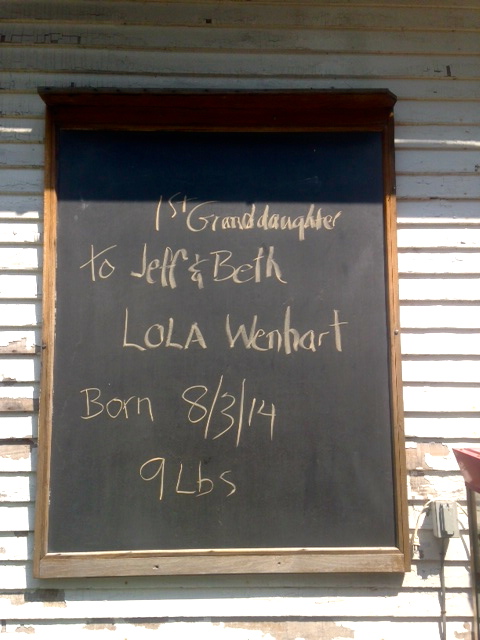 1st Granddaughter
to Jeff & Beth
LOLA Wenhart
Born 8/3/14
9 Lbs